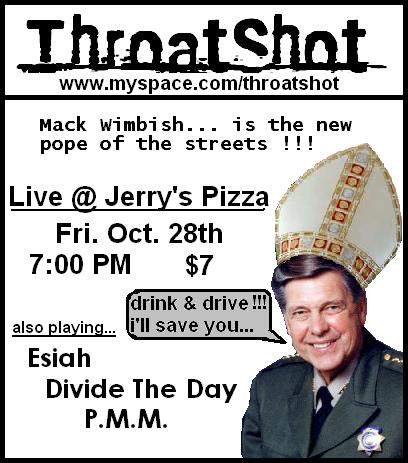 ThroatShot
www.myspace.com/throatshot
Mack Wimbish... is the new
pope of the streets !!!
Live @ Jerry's Pizza
Fri. Oct. 28th
7:00 PM $7
drink & drive !!!
i'll save you...
also playing...
Esiah
Divide The Day
P.M.M.